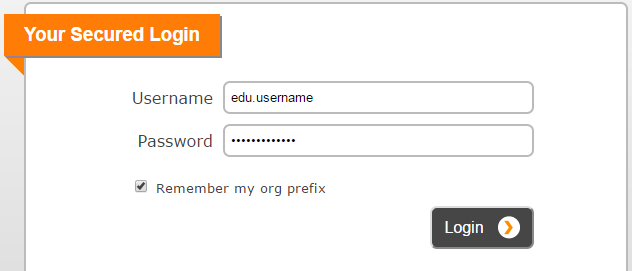 Your Secured Login
Username edu.username
Password •••••••••••••
Remember my org prefix
Login